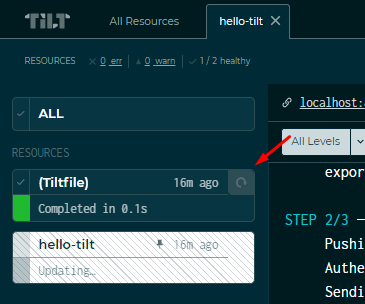 TILT All Resources hello-tilt
RESOURCES 0 err 0 warn 1 / 2 healthy
ALL
localhost:
RESOURCES
All Levels
(Tiltfile) 16m ago
expor
Completed in 0.1s
STEP 2/3 —
hello-tilt 16m ago
Pushi
Updating…
Authe
Sendi